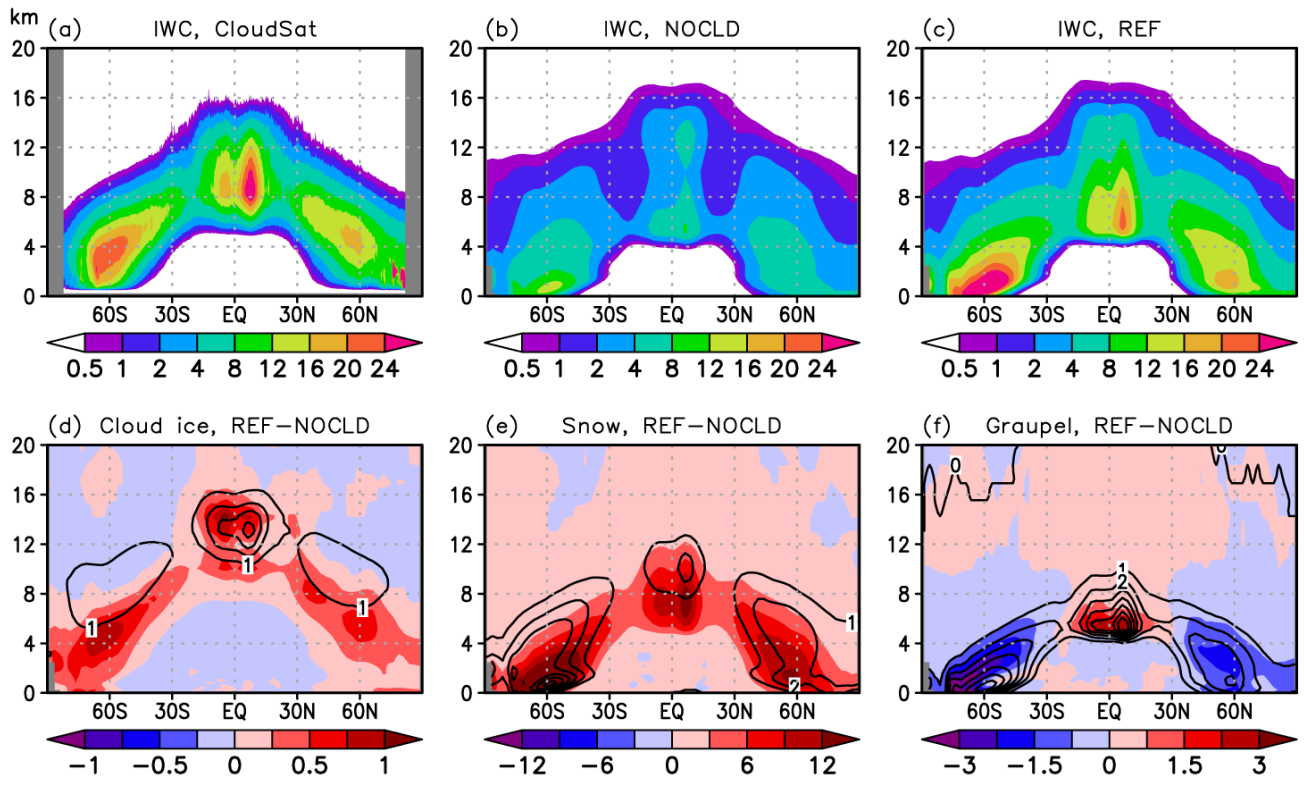 km
(a) IWC, CloudSat
(b) IWC, NOCLD
(c) IWC, REF
20 20 20
16 16 16
12 12 12
8 8 8
4 4 4
0 0 0
60S 30S EQ 30N 60N 60S 30S EQ 30N 60N 60S 30S EQ 30N 60N
0.5 1 2 4 8 12 16 20 24 0.5 1 2 4 8 12 16 20 24 0.5 1 2 4 8 12 16 20 24
(d) Cloud ice, REF−NOCLD
(e) Snow, REF−NOCLD
(f) Graupel, REF−NOCLD
20 20 20
0
16 16 16
12 12 12
1 1 2
8 8 8
1 1 1
4 4 4
0 0 2 0
60S 30S EQ 30N 60N 60S 30S EQ 30N 60N 60S 30S EQ 30N 60N
−1 −0.5 0 0.5 1 −12 −6 0 6 12 −3 −1.5 0 1.5 3